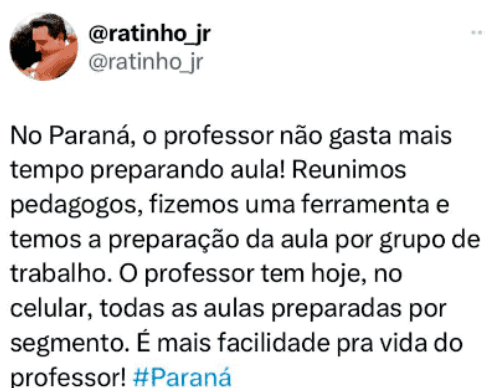 @ratinho_jr
@ratinho_jr
No Paraná, o professor não gasta mais
tempo preparando aula! Reunimos
pedagogos, fizemos uma ferramenta e
temos a preparação da aula por grupo de
trabalho. O professor tem hoje, no
celular, todas as aulas preparadas por
segmento. É mais facilidade pra vida do
professor! #Paraná